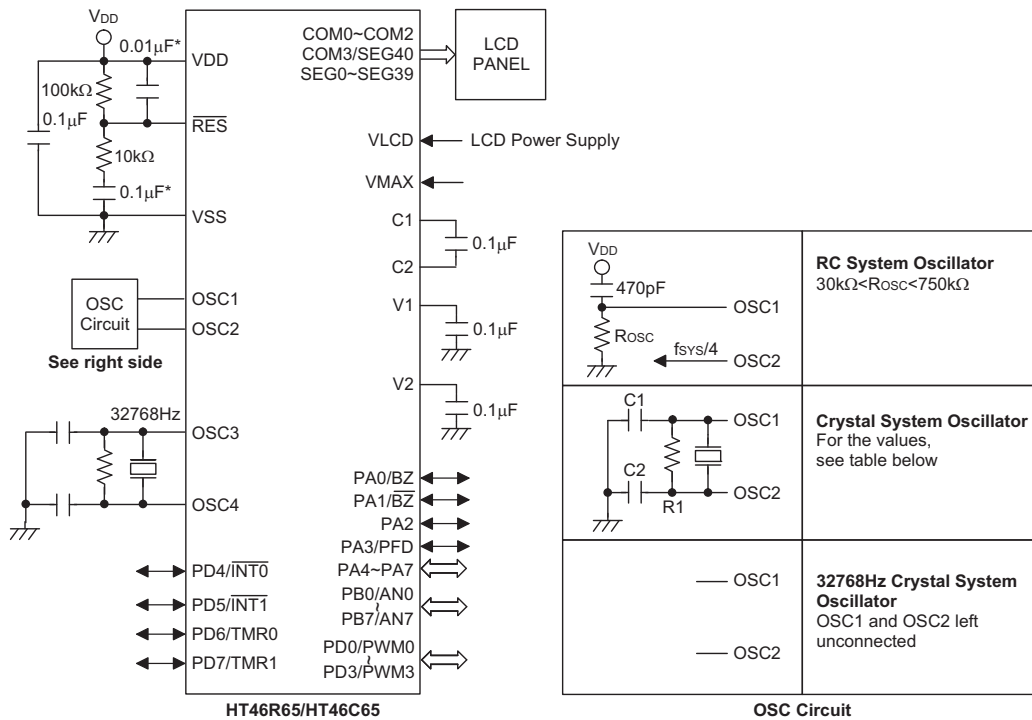 VDD
0.01μF*
VDD
100kΩ
0.1μF
RES
10kΩ
0.1μF*
VSS
OSC
Circuit
OSC1
OSC2
See right side
32768Hz
OSC3
OSC4
PD4/INT0
PD5/INT1
PD6/TMR0
PD7/TMR1
COM0~COM2
COM3/SEG40
SEG0~SEG39
LCD
PANEL
VLCD
LCD Power Supply
VMAX
C1
0.1μF
C2
V1
0.1μF
V2
0.1μF
PA0/BZ
PA1/BZ
PA2
PA3/PFD
PA4~PA7
PB0/AN0
~
PB7/AN7
PD0/PWM0
~
PD3/PWM3
HT46R65/HT46C65
VDD
470pF
OSC1
ROSC
fSYS/4
OSC2
RC System Oscillator
30kΩ<ROSC<750kΩ
C1
OSC1
C2
OSC2
R1
Crystal System Oscillator
For the values,
see table below
OSC1
OSC2
32768Hz Crystal System
Oscillator
OSC1 and OSC2 left
unconnected
OSC Circuit